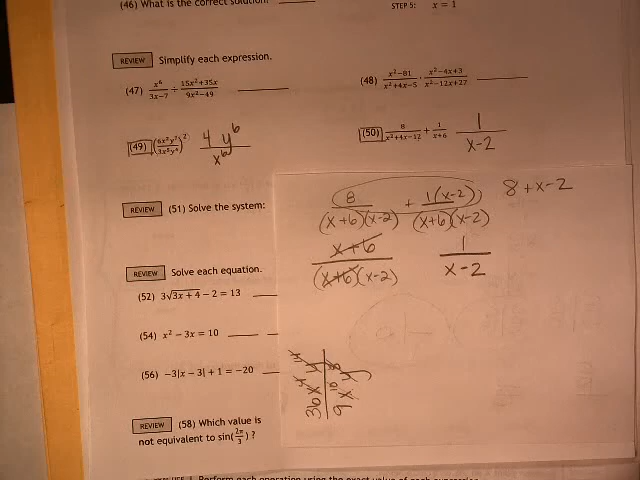 (46) What is the correct solution?
STEP 5: x = 1
REVIEW Simplify each expression.
(47) x⁶/(3x−7) ÷ (15x²+35x)/(9x²−49)
(48) (x²−81)/(x²+4x−5) · (x²−4x+3)/(x²−12x+27)
(49) 4y⁶/x⁶
(50) 8/(x²+4x−12) + 1/(x+6) 1/(x-2)
REVIEW (51) Solve the system:
8/((x+6)(x-2)) + 1(x-2)/((x+6)(x-2)) 8+x-2
x+6/((x+6)(x-2)) 1/(x-2)
REVIEW Solve each equation.
(52) 3√(3x + 4) − 2 = 13
(54) x² − 3x = 10
(56) −3|x − 3| + 1 = −20
REVIEW (58) Which value is
not equivalent to sin(2π/3) ?